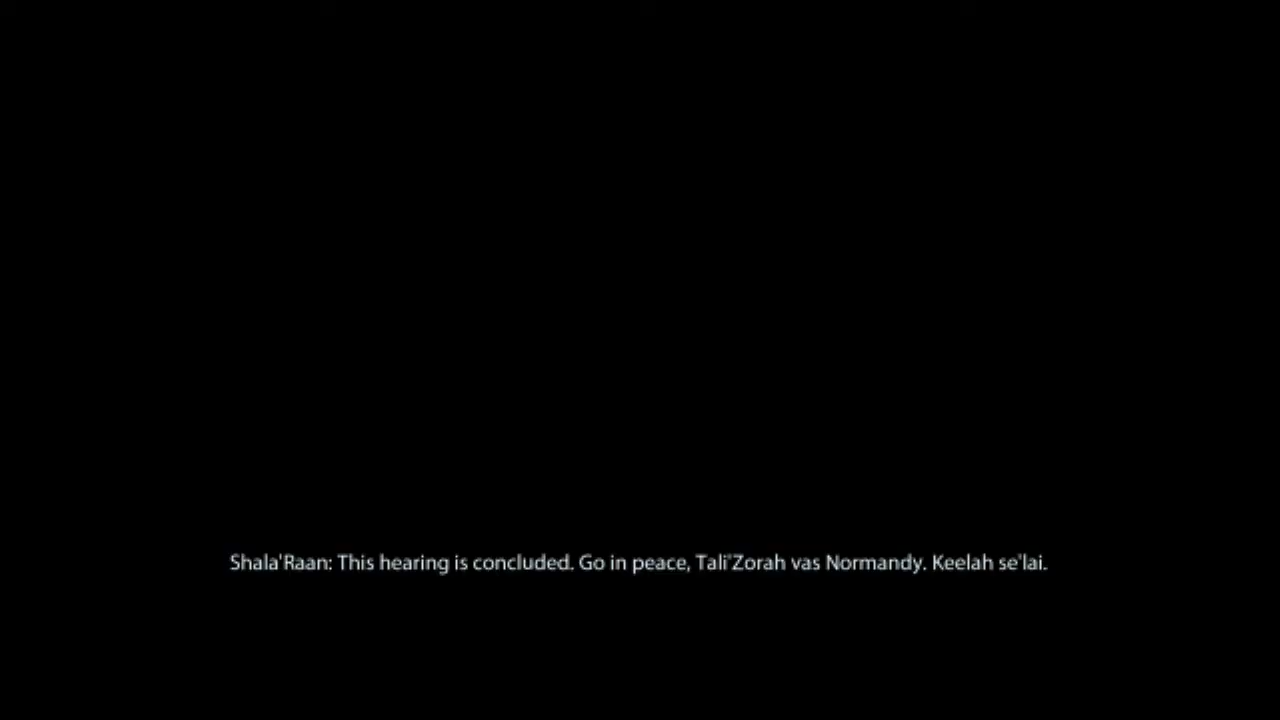 Shala'Raan: This hearing is concluded. Go in peace, Tali'Zorah vas Normandy. Keelah se'lai.